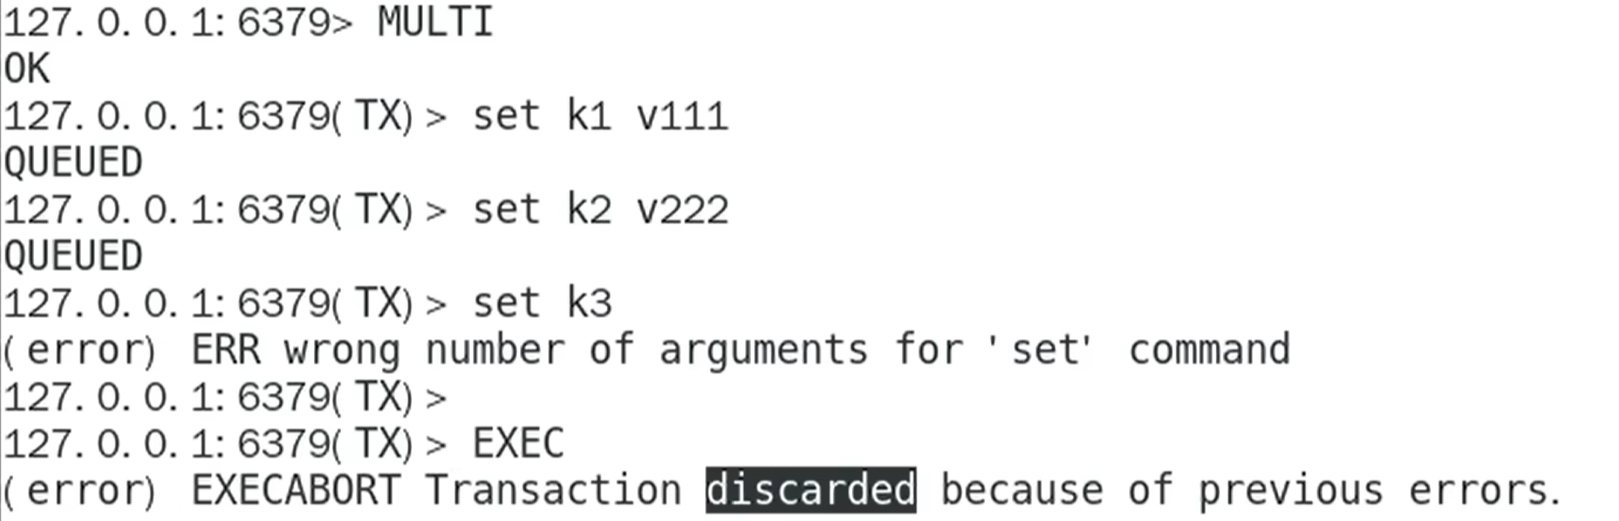 127.0.0.1:6379> MULTI
OK
127.0.0.1:6379(TX)> set k1 v111
QUEUED
127.0.0.1:6379(TX)> set k2 v222
QUEUED
127.0.0.1:6379(TX)> set k3
(error) ERR wrong number of arguments for 'set' command
127.0.0.1:6379(TX)>
127.0.0.1:6379(TX)> EXEC
(error) EXECABORT Transaction discarded because of previous errors.